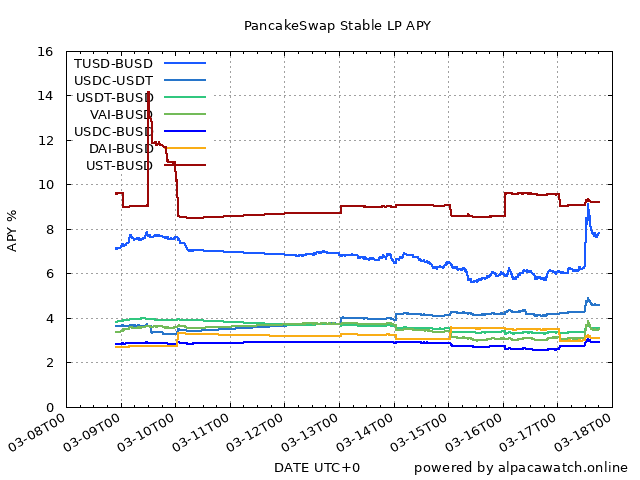 PancakeSwap Stable LP APY
APY %
16
14
12
10
8
6
4
2
0
TUSD-BUSD
USDC-USDT
USDT-BUSD
VAI-BUSD
USDC-BUSD
DAI-BUSD
UST-BUSD
03-08T00
03-09T00
03-10T00
03-11T00
03-12T00
03-13T00
03-14T00
03-15T00
03-16T00
03-17T00
03-18T00
DATE UTC+0
powered by alpacawatch.online